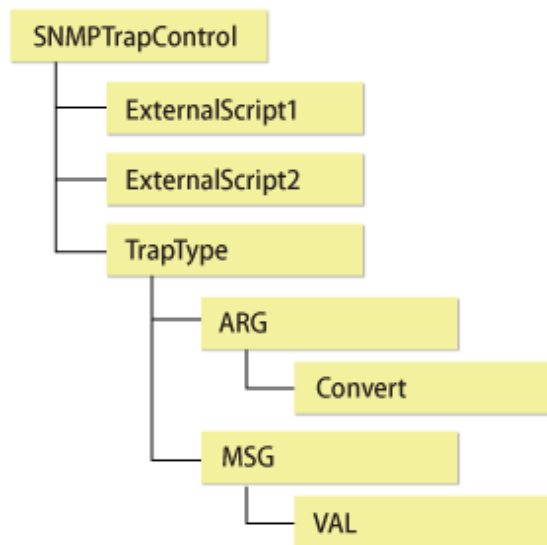 SNMPTrapControl
ExternalScript1
ExternalScript2
TrapType
ARG
Convert
MSG
VAL